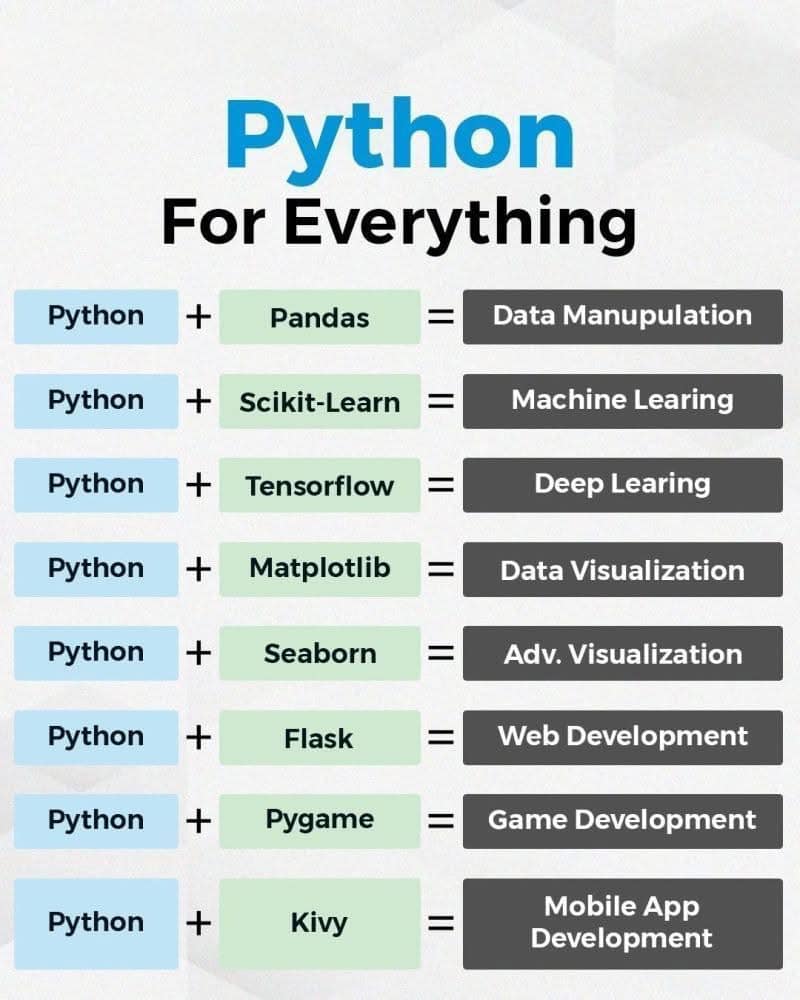 Python
For Everything
Python + Pandas = Data Manupulation
Python + Scikit-Learn = Machine Learing
Python + Tensorflow = Deep Learing
Python + Matplotlib = Data Visualization
Python + Seaborn = Adv. Visualization
Python + Flask = Web Development
Python + Pygame = Game Development
Python + Kivy = Mobile App
Development